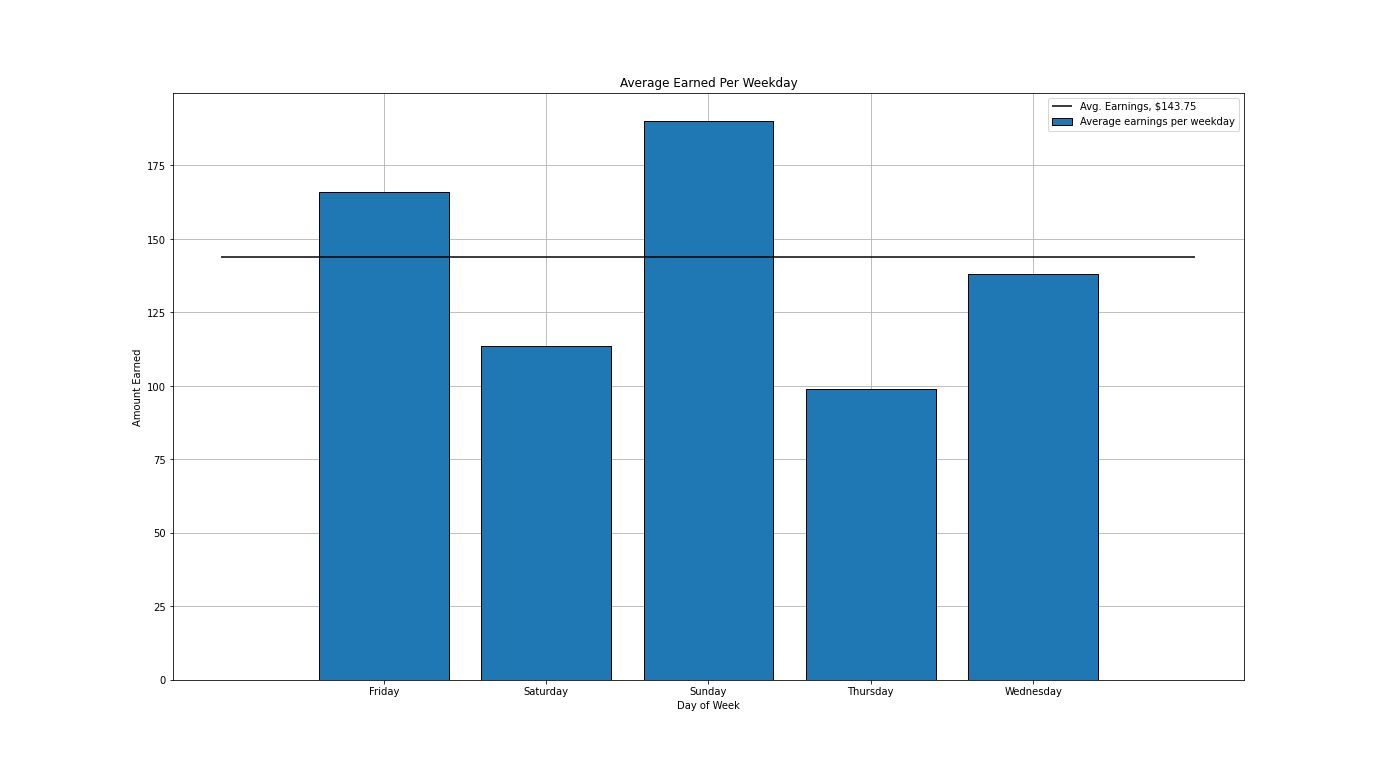 Average Earned Per Weekday
Avg. Earnings, $143.75
Average earnings per weekday
175
150
125
100
75
50
25
0
Amount Earned
Friday Saturday Sunday Thursday Wednesday
Day of Week